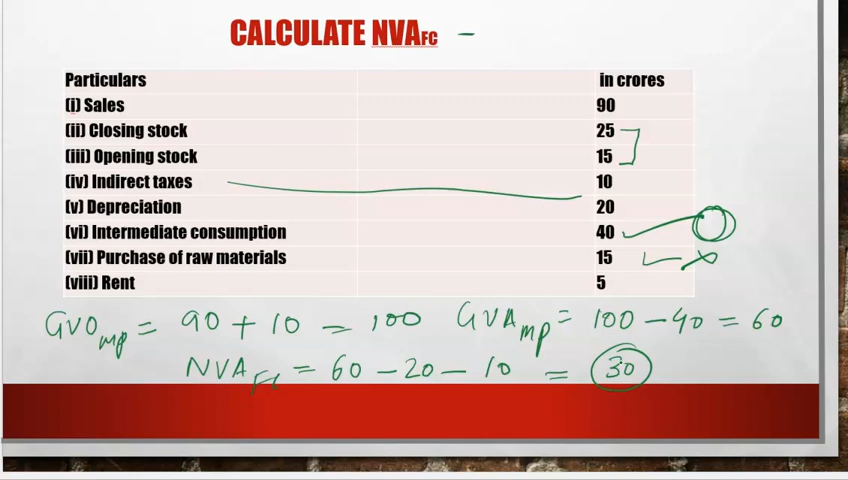 CALCULATE NVAFC -
Particulars in crores
(i) Sales 90
(ii) Closing stock 25
(iii) Opening stock 15
(iv) Indirect taxes 10
(v) Depreciation 20
(vi) Intermediate consumption 40
(vii) Purchase of raw materials 15
(viii) Rent 5
GVOmp = 90 + 10 = 100 GVAmp = 100 - 40 = 60
NVAFC = 60 - 20 - 10 = 30